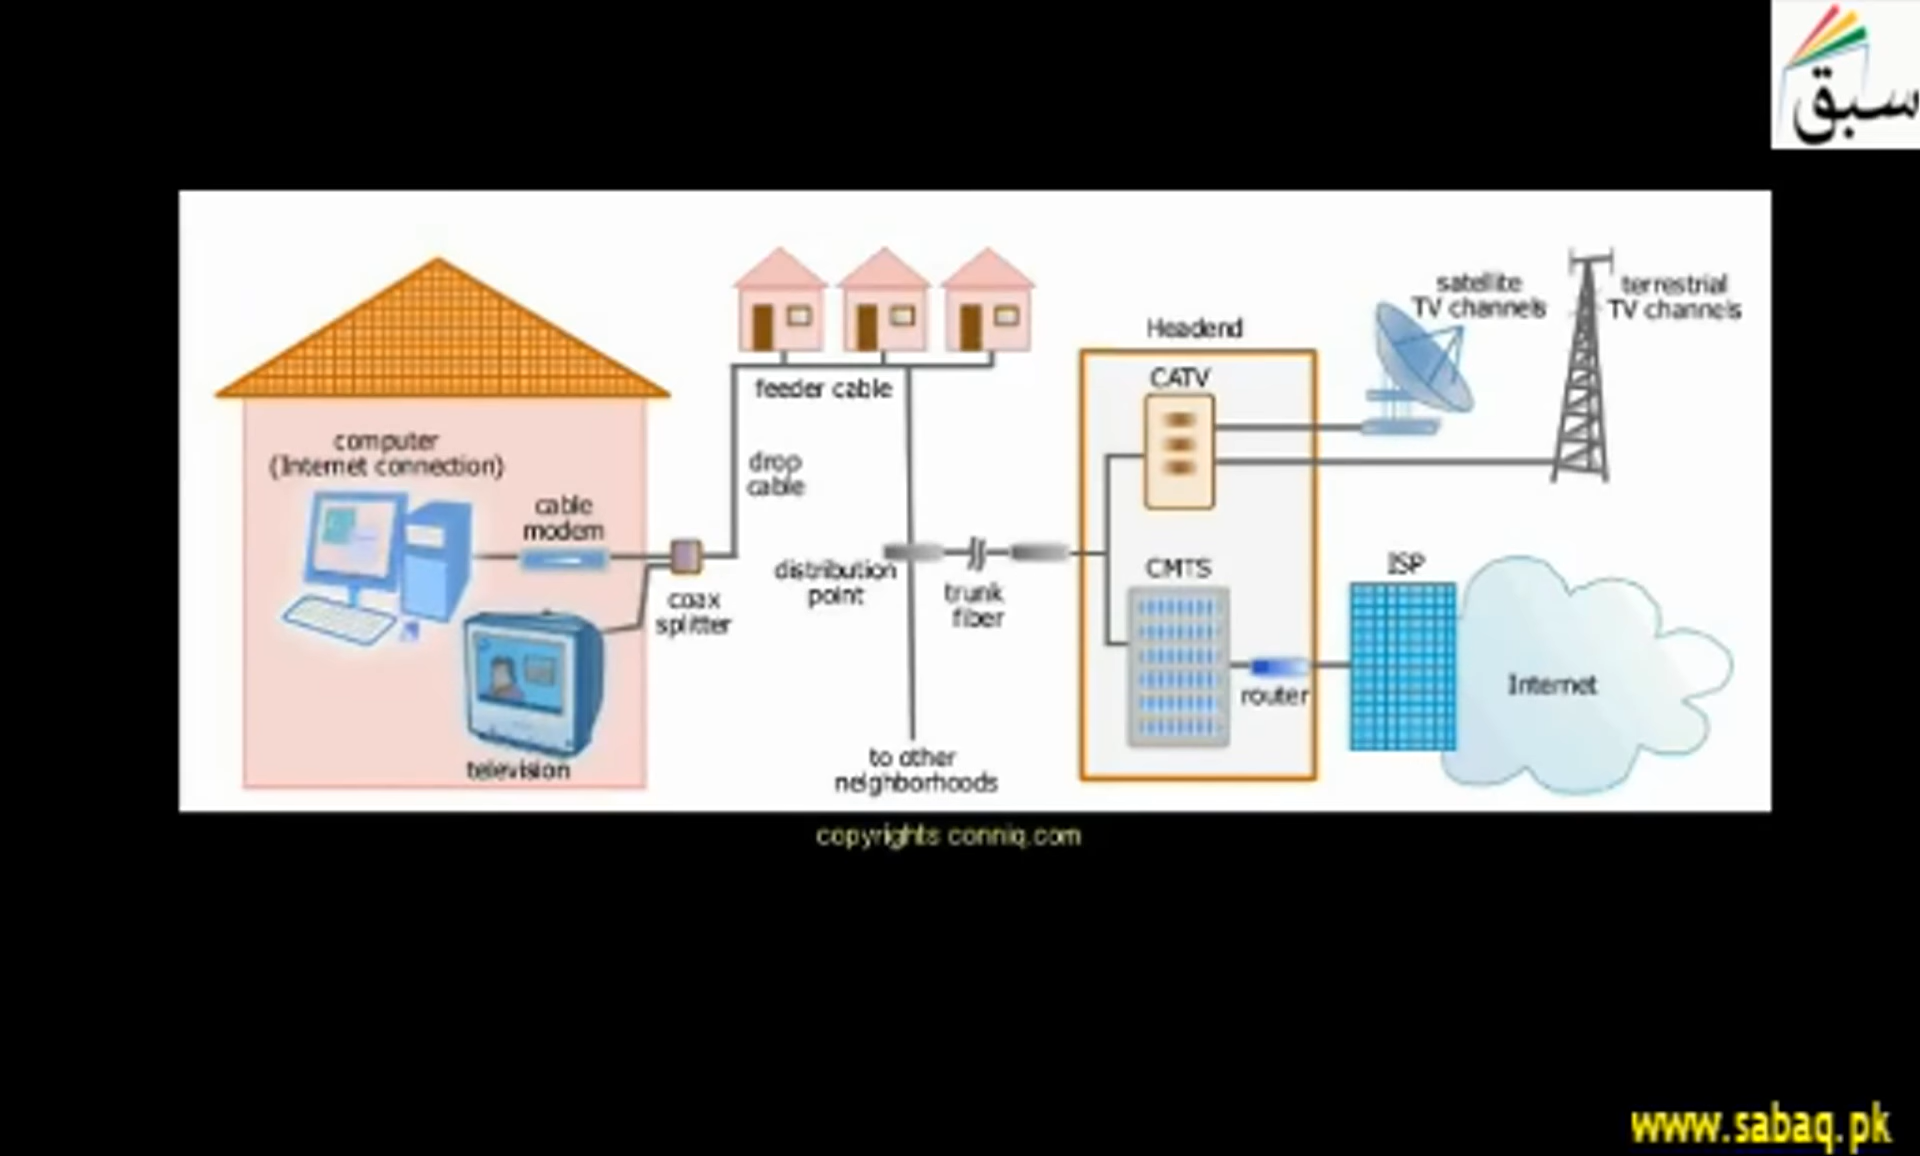 سبق
satellite
TV channels
terrestrial
TV channels
Headend
CATV
feeder cable
computer
(Internet connection)
drop
cable
cable
modem
distribution
point
trunk
fiber
CMTS
ISP
coax
splitter
Internet
router
to other
neighborhoods
television
copyrights conniq.com
www.sabaq.pk